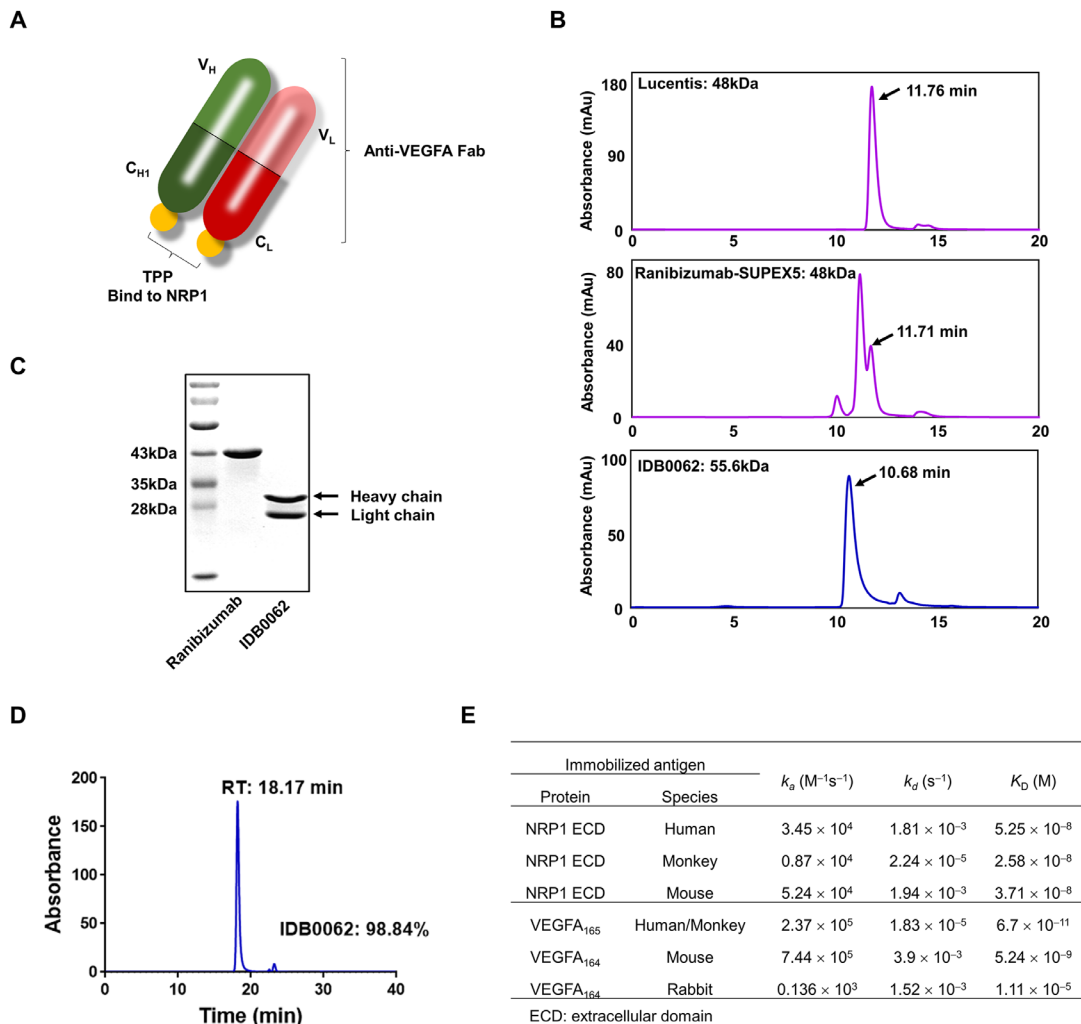 A
V_H
V_L
C_H1
C_L
Anti-VEGFA Fab
TPP
Bind to NRP1
B
Lucentis: 48kDa
11.76 min
Absorbance (mAu)
180
90
0
0 5 10 15 20
Ranibizumab-SUPEX5: 48kDa
11.71 min
Absorbance (mAu)
80
40
0
0 5 10 15 20
IDB0062: 55.6kDa
10.68 min
Absorbance (mAu)
100
50
0
0 5 10 15 20
C
43kDa
35kDa
28kDa
Heavy chain
Light chain
Ranibizumab
IDB0062
D
RT: 18.17 min
IDB0062: 98.84%
Absorbance
200
150
100
50
0
0 10 20 30 40
Time (min)
E
Immobilized antigen
Protein Species k_a (M⁻¹s⁻¹) k_d (s⁻¹) K_D (M)
NRP1 ECD Human 3.45 × 10⁴ 1.81 × 10⁻³ 5.25 × 10⁻⁸
NRP1 ECD Monkey 0.87 × 10⁴ 2.24 × 10⁻⁵ 2.58 × 10⁻⁸
NRP1 ECD Mouse 5.24 × 10⁴ 1.94 × 10⁻³ 3.71 × 10⁻⁸
VEGFA₁₆₅ Human/Monkey 2.37 × 10⁵ 1.83 × 10⁻⁵ 6.7 × 10⁻¹¹
VEGFA₁₆₄ Mouse 7.44 × 10⁵ 3.9 × 10⁻³ 5.24 × 10⁻⁹
VEGFA₁₆₄ Rabbit 0.136 × 10³ 1.52 × 10⁻³ 1.11 × 10⁻⁵
ECD: extracellular domain